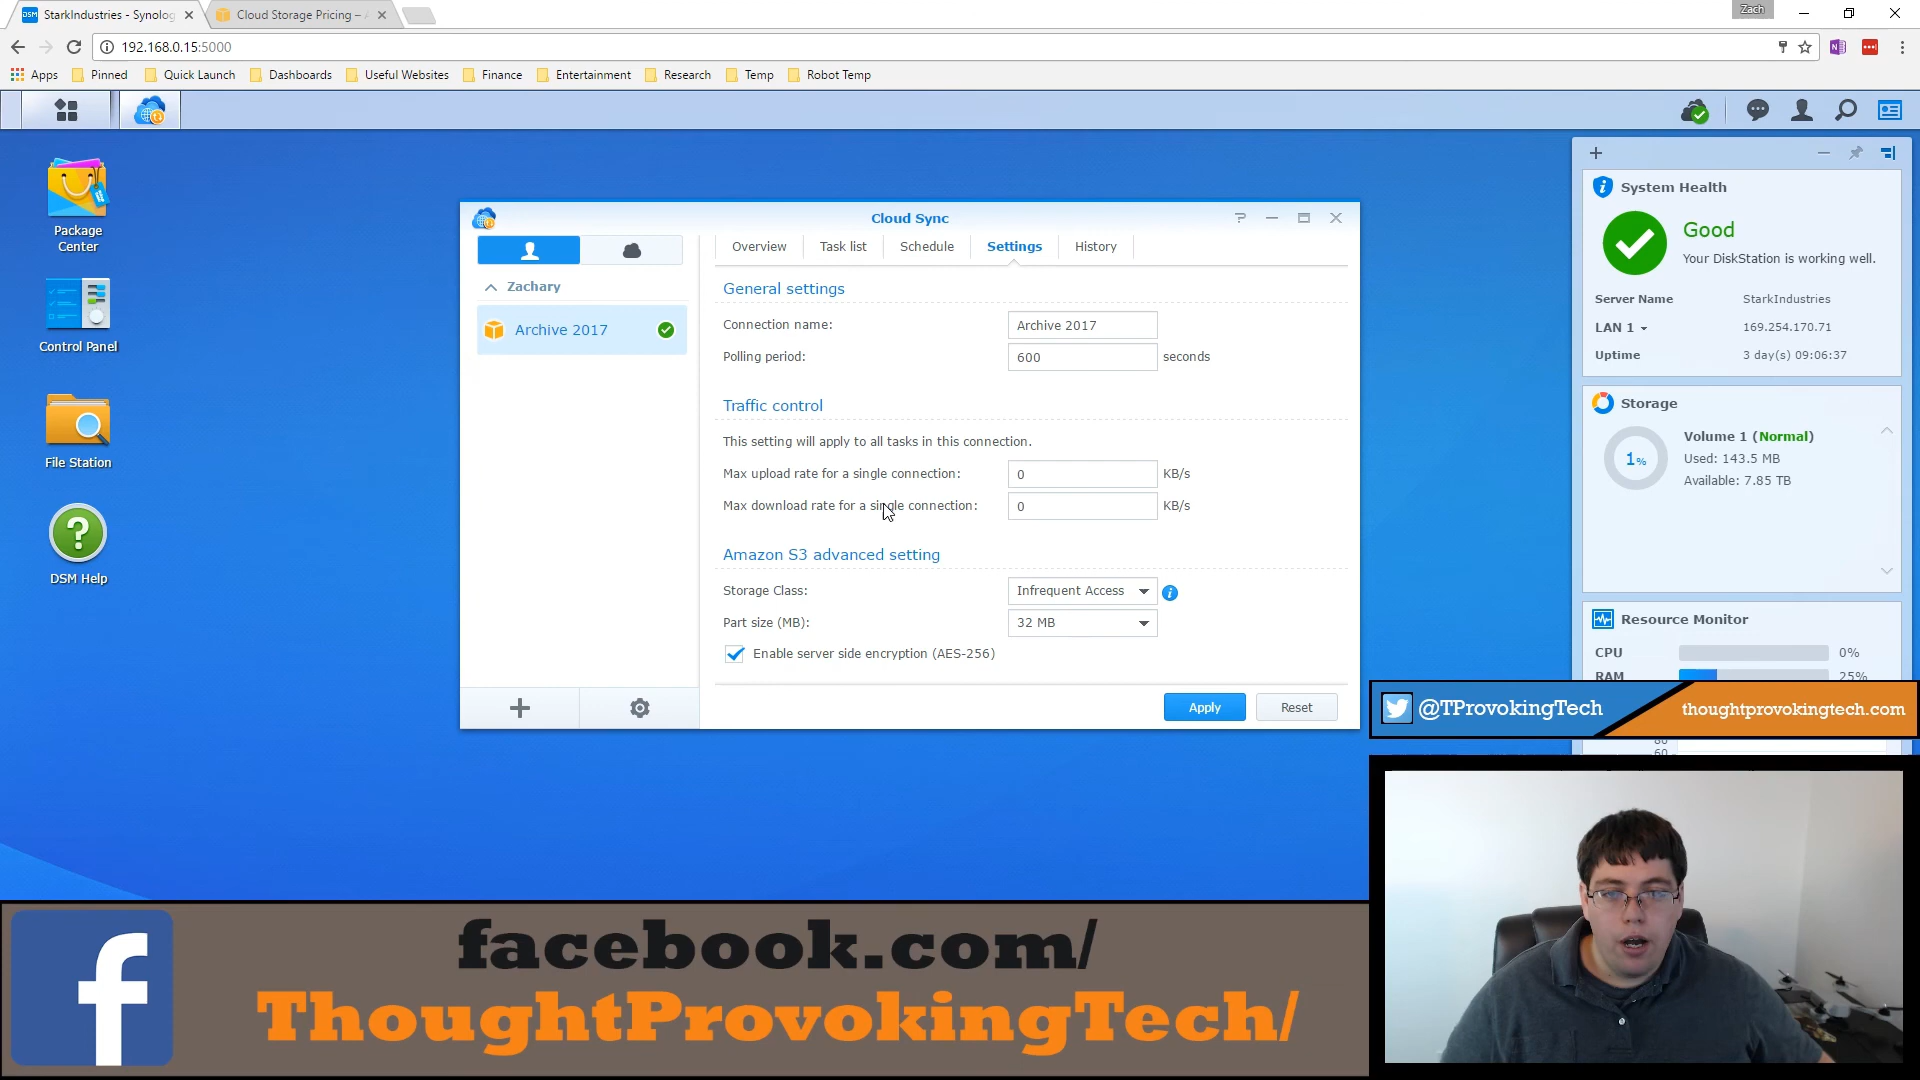 StarkIndustries - Synolog
Cloud Storage Pricing –
Zach
192.168.0.15:5000
Apps
Pinned
Quick Launch
Dashboards
Useful Websites
Finance
Entertainment
Research
Temp
Robot Temp
Package
Center
Control Panel
File Station
DSM Help
Cloud Sync
Zachary
Archive 2017
Overview
Task list
Schedule
Settings
History
General settings
Connection name: Archive 2017
Polling period: 600 seconds
Traffic control
This setting will apply to all tasks in this connection.
Max upload rate for a single connection: 0 KB/s
Max download rate for a single connection: 0 KB/s
Amazon S3 advanced setting
Storage Class: Infrequent Access
Part size (MB): 32 MB
Enable server side encryption (AES-256)
Apply
Reset
System Health
Good
Your DiskStation is working well.
Server Name StarkIndustries
LAN 1 169.254.170.71
Uptime 3 day(s) 09:06:37
Storage
1%
Volume 1 (Normal)
Used: 143.5 MB
Available: 7.85 TB
Resource Monitor
CPU 0%
RAM 25%
@TProvokingTech
thoughtprovokingtech.com
80
60
facebook.com/
ThoughtProvokingTech/